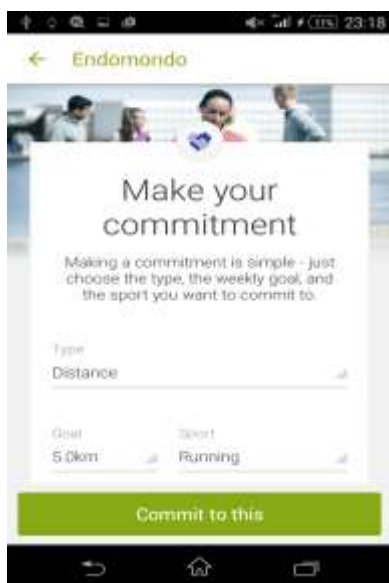 23:18
Endomondo
Make your
commitment
Making a commitment is simple - just
choose the type, the weekly goal, and
the sport you want to commit to.
Type
Distance
Goal Sport
5.0km Running
Commit to this